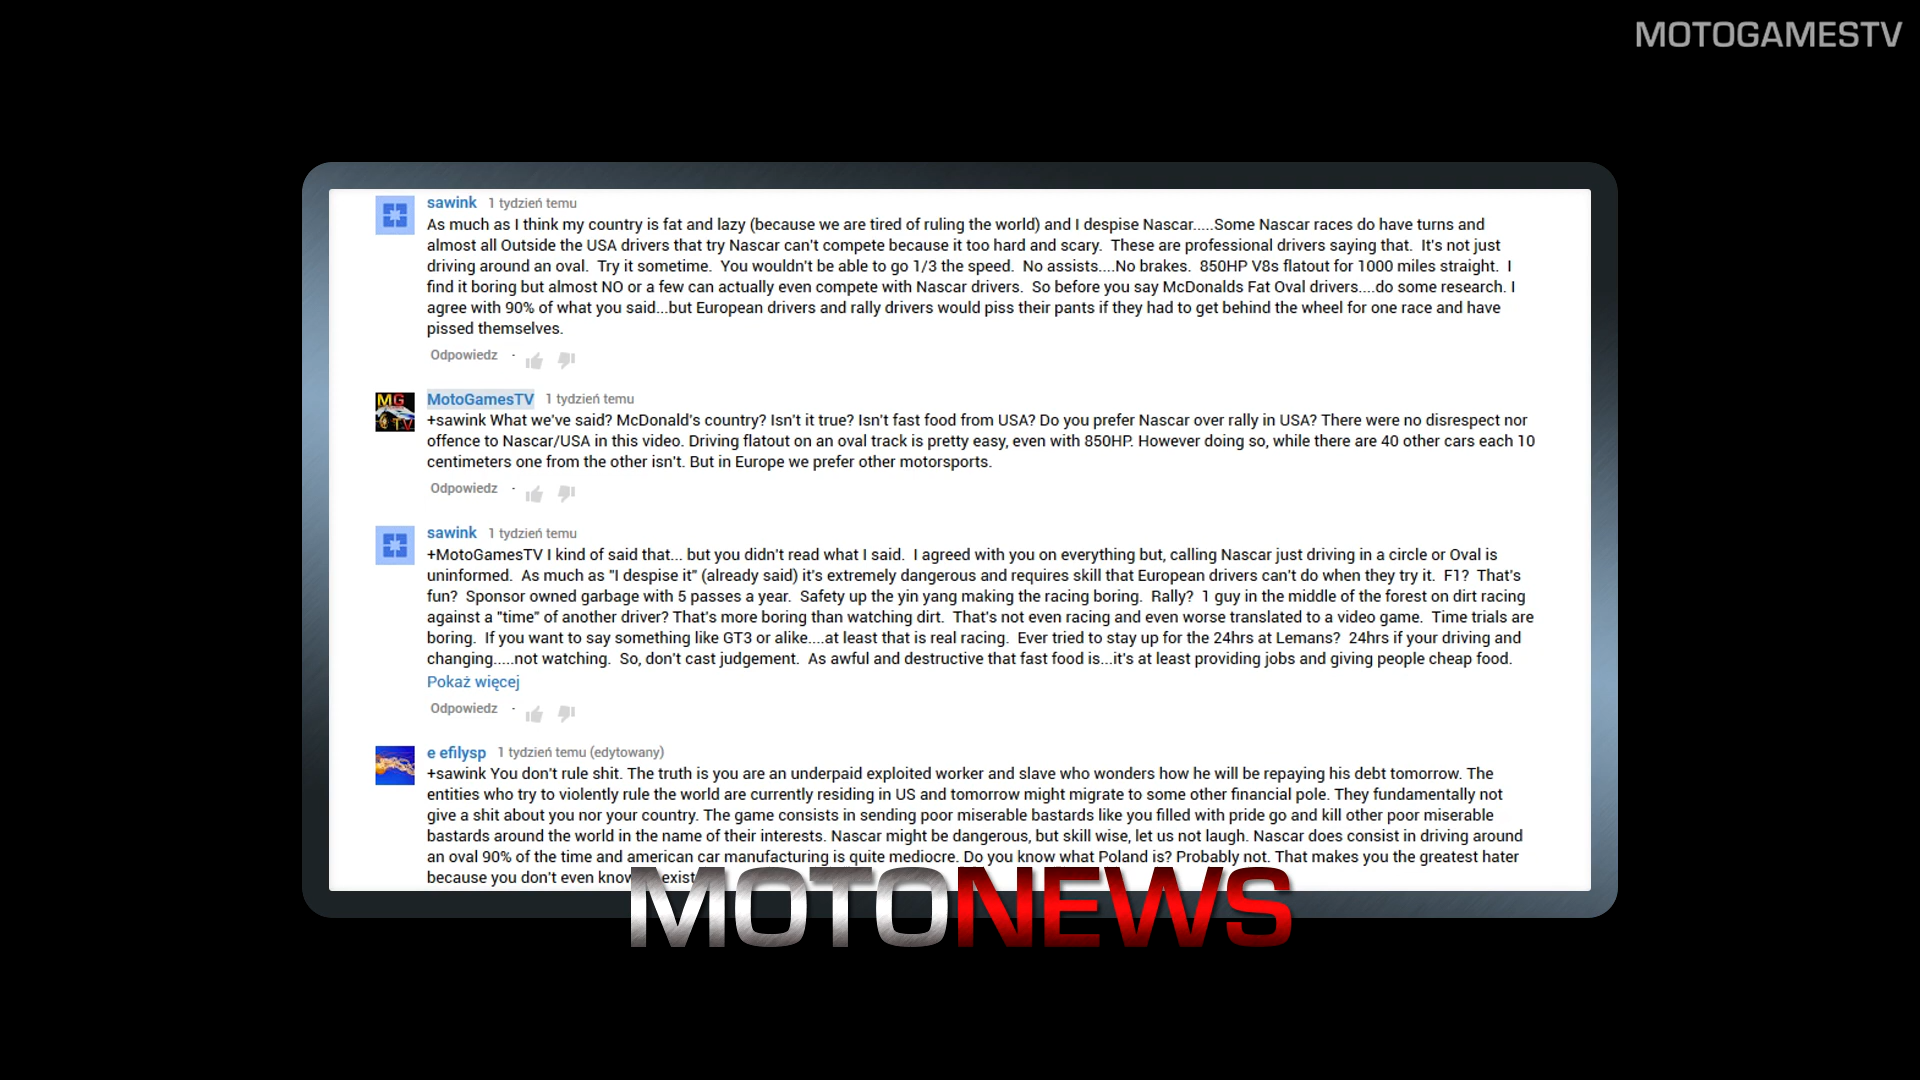 MOTOGAMESTV
sawink 1 tydzień temu
As much as I think my country is fat and lazy (because we are tired of ruling the world) and I despise Nascar.....Some Nascar races do have turns and
almost all Outside the USA drivers that try Nascar can't compete because it too hard and scary.  These are professional drivers saying that.  It's not just
driving around an oval.  Try it sometime.  You wouldn't be able to go 1/3 the speed.  No assists....No brakes.  850HP V8s flatout for 1000 miles straight.  I
find it boring but almost NO or a few can actually even compete with Nascar drivers.  So before you say McDonalds Fat Oval drivers....do some research. I
agree with 90% of what you said...but European drivers and rally drivers would piss their pants if they had to get behind the wheel for one race and have
pissed themselves.
Odpowiedz ·
MG TV
MotoGamesTV 1 tydzień temu
+sawink What we've said? McDonald's country? Isn't it true? Isn't fast food from USA? Do you prefer Nascar over rally in USA? There were no disrespect nor
offence to Nascar/USA in this video. Driving flatout on an oval track is pretty easy, even with 850HP. However doing so, while there are 40 other cars each 10
centimeters one from the other isn't. But in Europe we prefer other motorsports.
Odpowiedz ·
sawink 1 tydzień temu
+MotoGamesTV I kind of said that... but you didn't read what I said.  I agreed with you on everything but, calling Nascar just driving in a circle or Oval is
uninformed.  As much as "I despise it" (already said) it's extremely dangerous and requires skill that European drivers can't do when they try it.  F1?  That's
fun?  Sponsor owned garbage with 5 passes a year.  Safety up the yin yang making the racing boring.  Rally?  1 guy in the middle of the forest on dirt racing
against a "time" of another driver? That's more boring than watching dirt.  That's not even racing and even worse translated to a video game.  Time trials are
boring.  If you want to say something like GT3 or alike....at least that is real racing.  Ever tried to stay up for the 24hrs at Lemans?  24hrs if your driving and
changing.....not watching.  So, don't cast judgement.  As awful and destructive that fast food is...it's at least providing jobs and giving people cheap food.
Pokaż więcej
Odpowiedz ·
e efilysp 1 tydzień temu (edytowany)
+sawink You don't rule shit. The truth is you are an underpaid exploited worker and slave who wonders how he will be repaying his debt tomorrow. The
entities who try to violently rule the world are currently residing in US and tomorrow might migrate to some other financial pole. They fundamentally not
give a shit about you nor your country. The game consists in sending poor miserable bastards like you filled with pride go and kill other poor miserable
bastards around the world in the name of their interests. Nascar might be dangerous, but skill wise, let us not laugh. Nascar does consist in driving around
an oval 90% of the time and american car manufacturing is quite mediocre. Do you know what Poland is? Probably not. That makes you the greatest hater
because you don't even know exist
MOTONEWS